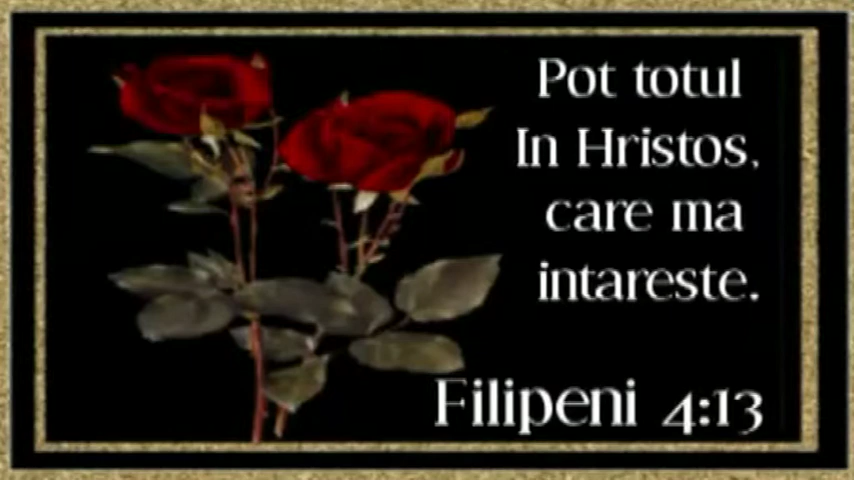 Pot totul
In Hristos,
care ma
intareste.
Filipeni 4:13